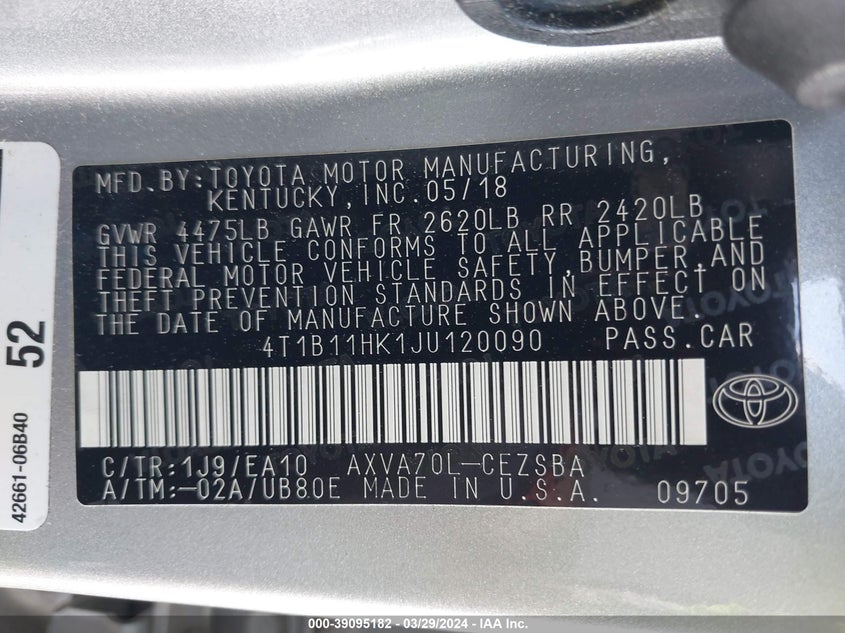 MFD.BY:TOYOTA MOTOR MANUFACTURING,
KENTUCKY,INC.05/18
GVWR 4475LB GAWR FR 2620LB RR 2420LB
THIS VEHICLE CONFORMS TO ALL APPLICABLE
FEDERAL MOTOR VEHICLE SAFETY,BUMPER,AND
THEFT PREVENTION STANDARDS IN EFFECT ON
THE DATE OF MANUFACTURE SHOWN ABOVE.
4T1B11HK1JU120090 PASS.CAR
C/TR:1J9/EA10 AXVA70L-CEZSBA
A/TM:-02A/UB80E MADE IN U.S.A. 09705
52
42661-06B40
000-39095182 / 03/29/2024 — IAA Inc.